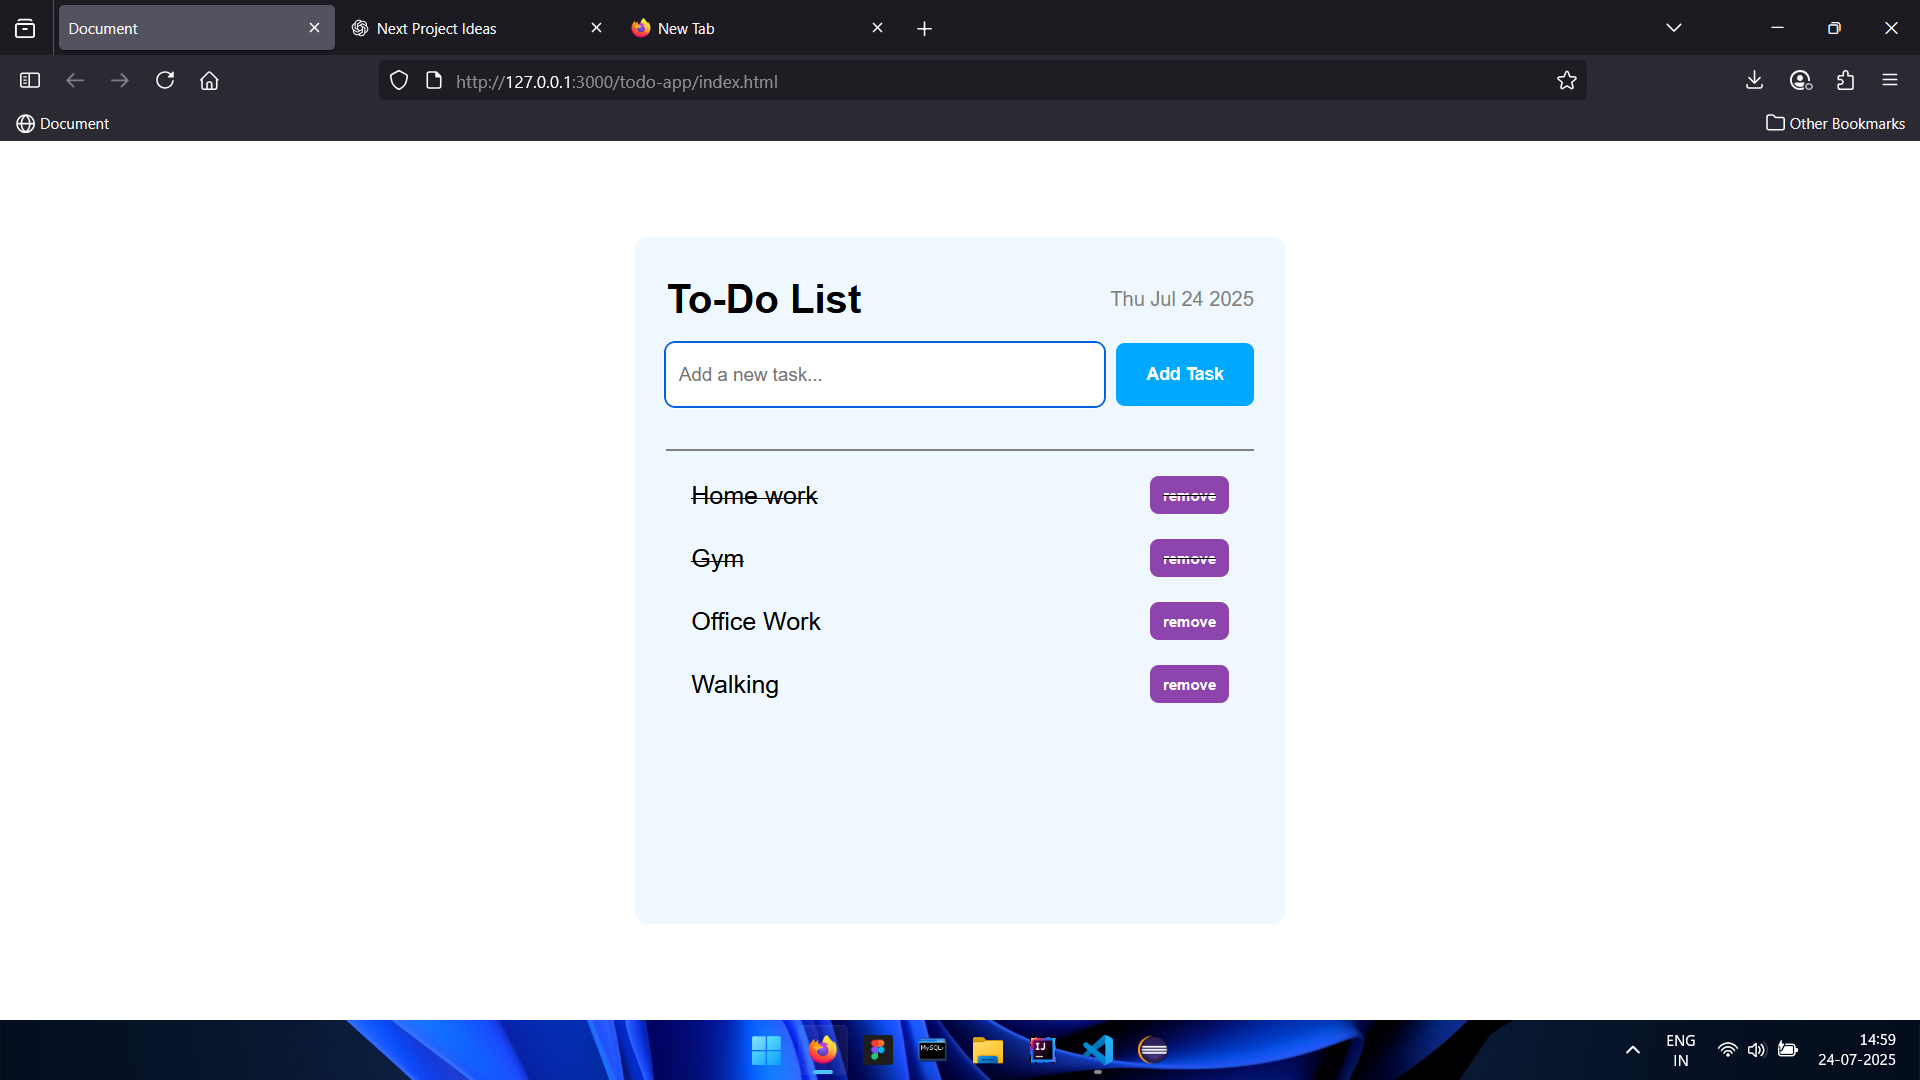 Document
Next Project Ideas
New Tab
http://127.0.0.1:3000/todo-app/index.html
Document
Other Bookmarks
To-Do List
Thu Jul 24 2025
Add a new task...
Add Task
Home work
remove
Gym
remove
Office Work
remove
Walking
remove
MySQL
IJ
ENG
IN
14:59
24-07-2025